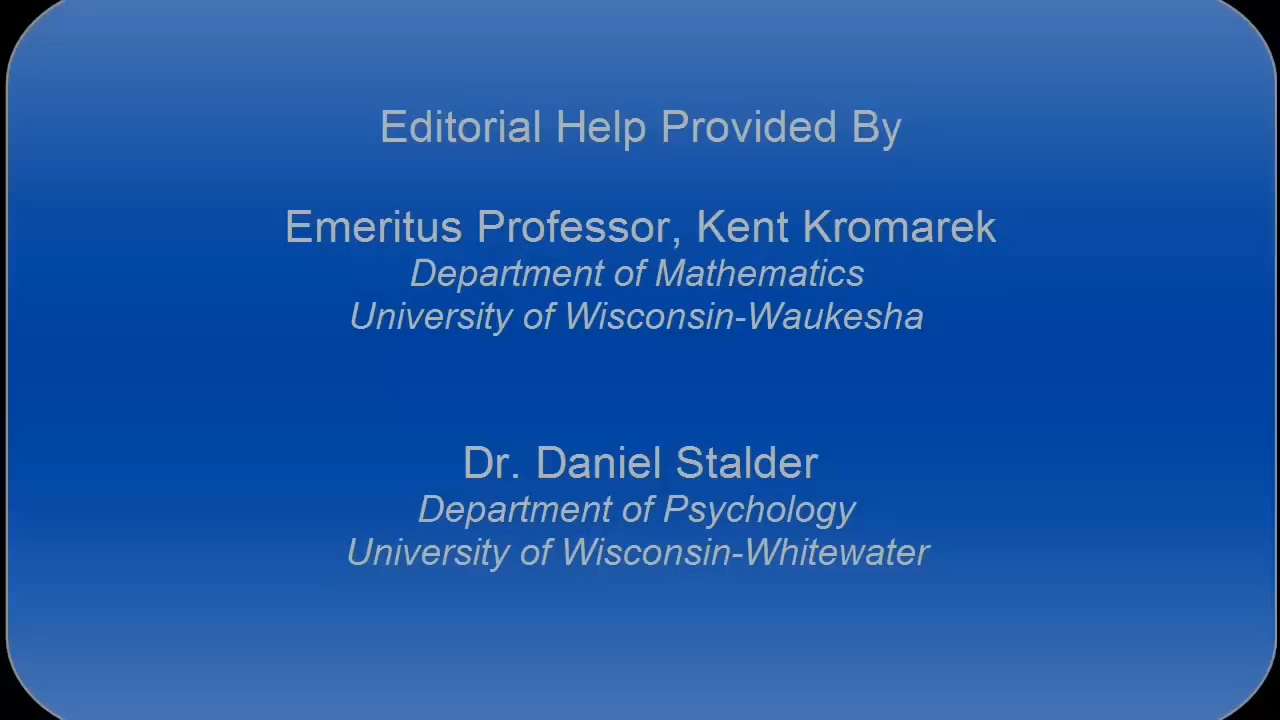 Editorial Help Provided By
Emeritus Professor, Kent Kromarek
Department of Mathematics
University of Wisconsin-Waukesha
Dr. Daniel Stalder
Department of Psychology
University of Wisconsin-Whitewater